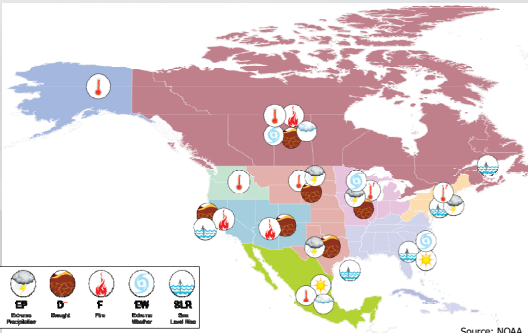 EP
D
F
EW
SLR
Extreme
Precipitation
Drought
Fire
Extreme
Weather
Sea
Level Rise
Source: NOAA